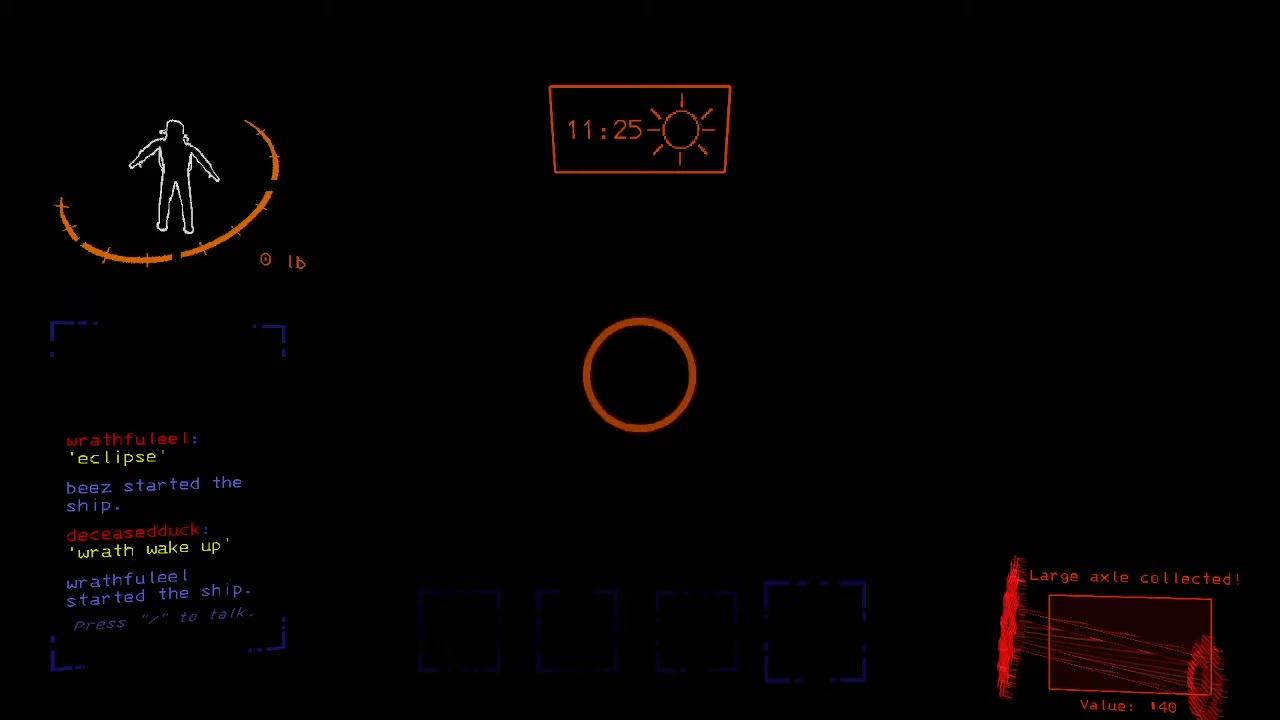 11:25
0 lb
wrathfuleel:
'eclipse'
beez started the
ship.
deceasedduck:
'wrath wake up'
wrathfuleel
started the ship.
Press "/" to talk.
Large axle collected!
Value: $40